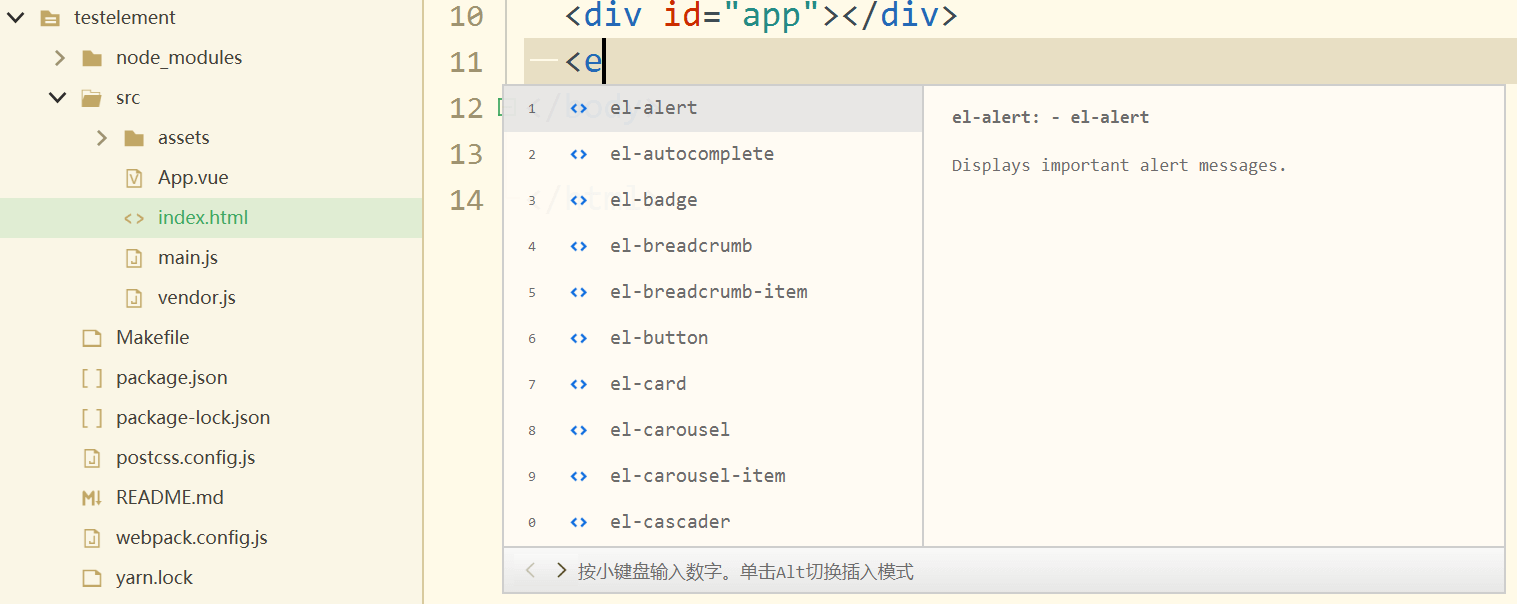 testelement
node_modules
src
assets
App.vue
index.html
main.js
vendor.js
Makefile
package.json
package-lock.json
postcss.config.js
README.md
webpack.config.js
yarn.lock
10 <div id="app"></div>
11 <e
12 </body>
13
14 </html>
1 el-alert
2 el-autocomplete
3 el-badge
4 el-breadcrumb
5 el-breadcrumb-item
6 el-button
7 el-card
8 el-carousel
9 el-carousel-item
0 el-cascader
el-alert: - el-alert
Displays important alert messages.
按小键盘输入数字。单击Alt切换插入模式